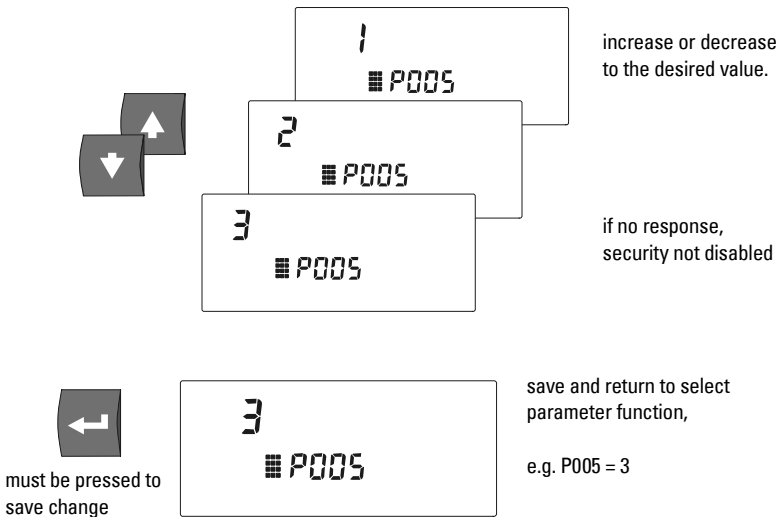 1
P005
increase or decrease
to the desired value.
2
P005
3
P005
if no response,
security not disabled
3
P005
save and return to select
parameter function,
e.g. P005 = 3
must be pressed to
save change